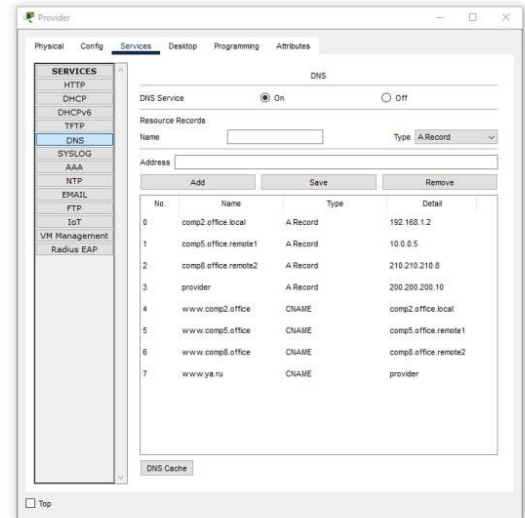 Provider
Physical Config Services Desktop Programming Attributes
SERVICES
HTTP
DHCP
DHCPv6
TFTP
DNS
SYSLOG
AAA
NTP
EMAIL
FTP
IoT
VM Management
Radius EAP
DNS
DNS Service On Off
Resource Records
Name Type A Record
Address
Add Save Remove
No. Name Type Detail
0 comp2.office.local A Record 192.168.1.2
1 comp5.office.remote1 A Record 10.0.0.5
2 comp8.office.remote2 A Record 210.210.210.8
3 provider A Record 200.200.200.10
4 www.comp2.office CNAME comp2.office.local
5 www.comp5.office CNAME comp5.office.remote1
6 www.comp8.office CNAME comp8.office.remote2
7 www.ya.ru CNAME provider
DNS Cache
Top